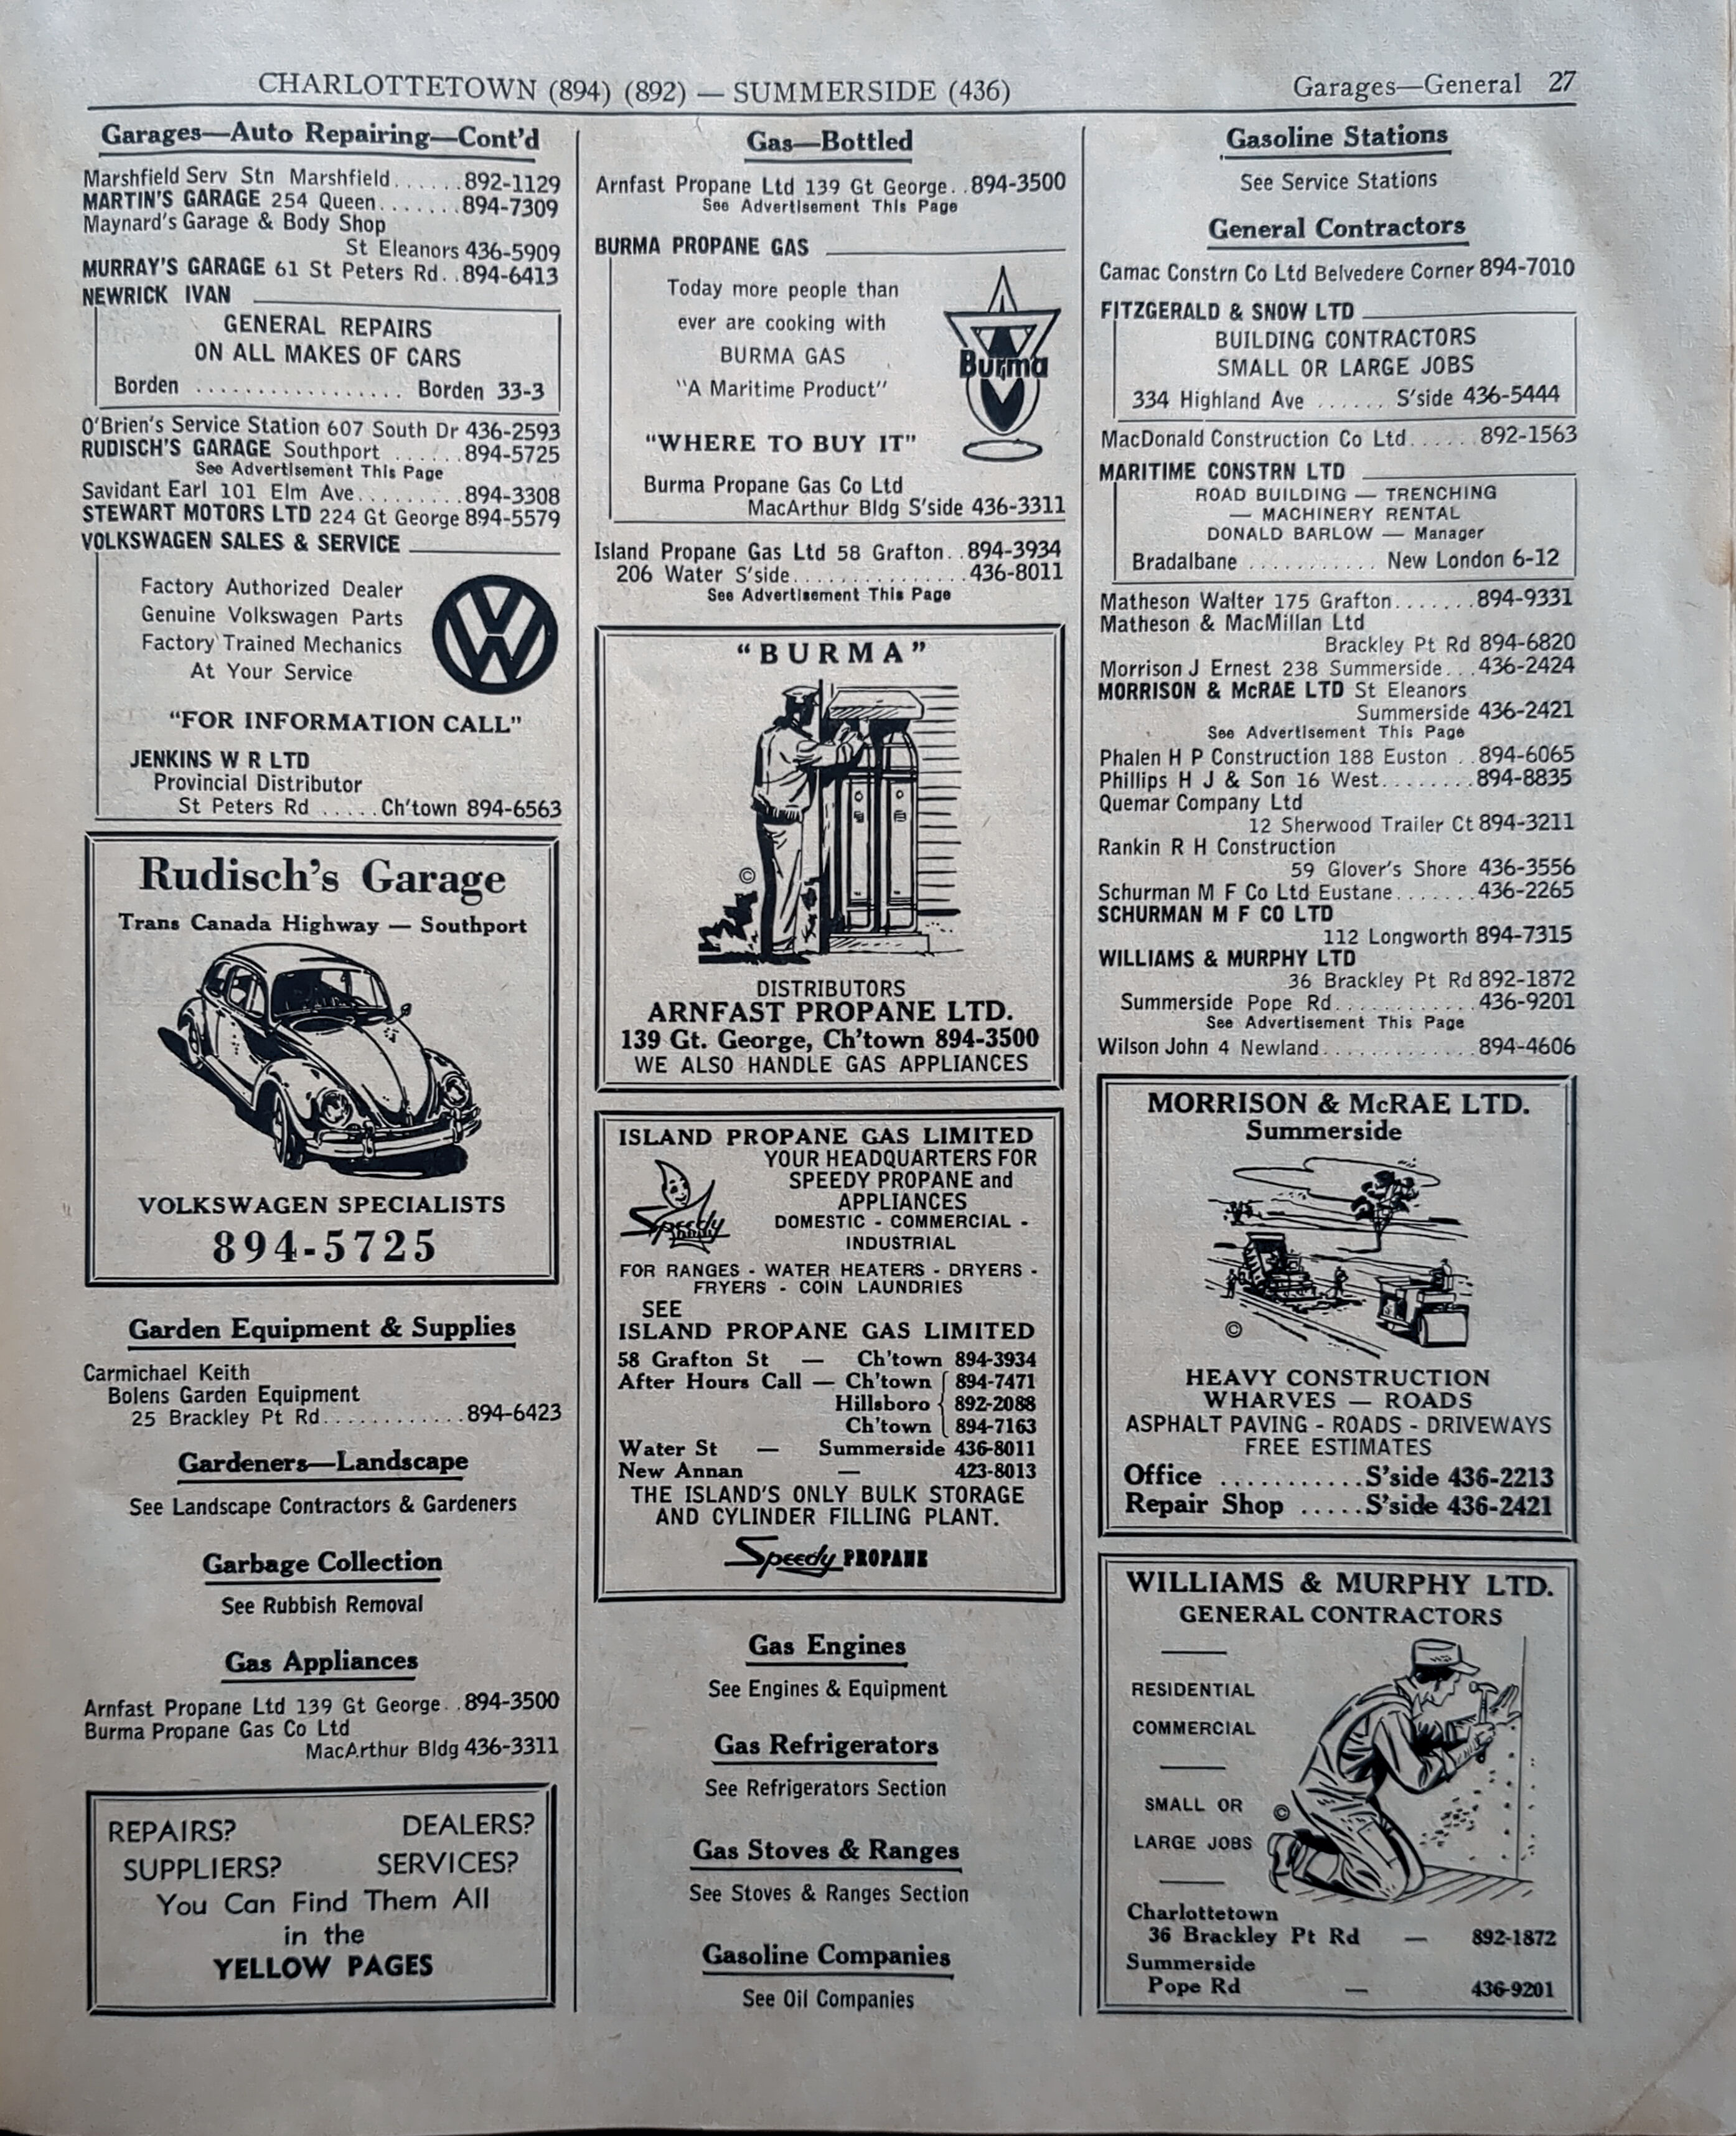 CHARLOTTETOWN (894) (892) — SUMMERSIDE (436)
Garages—General 27
Garages—Auto Repairing—Cont'd
Marshfield Serv Stn Marshfield......892-1129
MARTIN'S GARAGE 254 Queen.......894-7309
Maynard's Garage & Body Shop
St Eleanors 436-5909
MURRAY'S GARAGE 61 St Peters Rd..894-6413
NEWRICK IVAN
GENERAL REPAIRS
ON ALL MAKES OF CARS
Borden ................ Borden 33-3
O'Brien's Service Station 607 South Dr 436-2593
RUDISCH'S GARAGE Southport ......894-5725
See Advertisement This Page
Savidant Earl 101 Elm Ave.........894-3308
STEWART MOTORS LTD 224 Gt George 894-5579
VOLKSWAGEN SALES & SERVICE
Factory Authorized Dealer
Genuine Volkswagen Parts
Factory Trained Mechanics
At Your Service
VW
"FOR INFORMATION CALL"
JENKINS W R LTD
Provincial Distributor
St Peters Rd .....Ch'town 894-6563
Rudisch's Garage
Trans Canada Highway — Southport
VOLKSWAGEN SPECIALISTS
894-5725
Garden Equipment & Supplies
Carmichael Keith
Bolens Garden Equipment
25 Brackley Pt Rd............894-6423
Gardeners—Landscape
See Landscape Contractors & Gardeners
Garbage Collection
See Rubbish Removal
Gas Appliances
Arnfast Propane Ltd 139 Gt George..894-3500
Burma Propane Gas Co Ltd
MacArthur Bldg 436-3311
REPAIRS? DEALERS?
SUPPLIERS? SERVICES?
You Can Find Them All
in the
YELLOW PAGES
Gas—Bottled
Arnfast Propane Ltd 139 Gt George..894-3500
See Advertisement This Page
BURMA PROPANE GAS
Today more people than
ever are cooking with
BURMA GAS
"A Maritime Product"
Burma
"WHERE TO BUY IT"
Burma Propane Gas Co Ltd
MacArthur Bldg S'side 436-3311
Island Propane Gas Ltd 58 Grafton..894-3934
206 Water S'side...............436-8011
See Advertisement This Page
"BURMA"
©
DISTRIBUTORS
ARNFAST PROPANE LTD.
139 Gt. George, Ch'town 894-3500
WE ALSO HANDLE GAS APPLIANCES
ISLAND PROPANE GAS LIMITED
YOUR HEADQUARTERS FOR
SPEEDY PROPANE and
APPLIANCES
Speedy
DOMESTIC - COMMERCIAL -
INDUSTRIAL
FOR RANGES - WATER HEATERS - DRYERS -
FRYERS - COIN LAUNDRIES
SEE
ISLAND PROPANE GAS LIMITED
58 Grafton St — Ch'town 894-3934
After Hours Call — Ch'town 894-7471
Hillsboro 892-2088
Ch'town 894-7163
Water St — Summerside 436-8011
New Annan — 423-8013
THE ISLAND'S ONLY BULK STORAGE
AND CYLINDER FILLING PLANT.
Speedy PROPANE
Gas Engines
See Engines & Equipment
Gas Refrigerators
See Refrigerators Section
Gas Stoves & Ranges
See Stoves & Ranges Section
Gasoline Companies
See Oil Companies
Gasoline Stations
See Service Stations
General Contractors
Camac Constrn Co Ltd Belvedere Corner 894-7010
FITZGERALD & SNOW LTD
BUILDING CONTRACTORS
SMALL OR LARGE JOBS
334 Highland Ave ...... S'side 436-5444
MacDonald Construction Co Ltd......892-1563
MARITIME CONSTRN LTD
ROAD BUILDING — TRENCHING
— MACHINERY RENTAL
DONALD BARLOW — Manager
Bradalbane ........... New London 6-12
Matheson Walter 175 Grafton.......894-9331
Matheson & MacMillan Ltd
Brackley Pt Rd 894-6820
Morrison J Ernest 238 Summerside...436-2424
MORRISON & McRAE LTD St Eleanors
Summerside 436-2421
See Advertisement This Page
Phalen H P Construction 188 Euston ..894-6065
Phillips H J & Son 16 West........894-8835
Quemar Company Ltd
12 Sherwood Trailer Ct 894-3211
Rankin R H Construction
59 Glover's Shore 436-3556
Schurman M F Co Ltd Eustane.......436-2265
SCHURMAN M F CO LTD
112 Longworth 894-7315
WILLIAMS & MURPHY LTD
36 Brackley Pt Rd 892-1872
Summerside Pope Rd............436-9201
See Advertisement This Page
Wilson John 4 Newland.............894-4606
MORRISON & McRAE LTD.
Summerside
©
HEAVY CONSTRUCTION
WHARVES — ROADS
ASPHALT PAVING - ROADS - DRIVEWAYS
FREE ESTIMATES
Office ...........S'side 436-2213
Repair Shop .....S'side 436-2421
WILLIAMS & MURPHY LTD.
GENERAL CONTRACTORS
RESIDENTIAL
COMMERCIAL
SMALL OR
LARGE JOBS
©
Charlottetown
36 Brackley Pt Rd — 892-1872
Summerside
Pope Rd — 436-9201